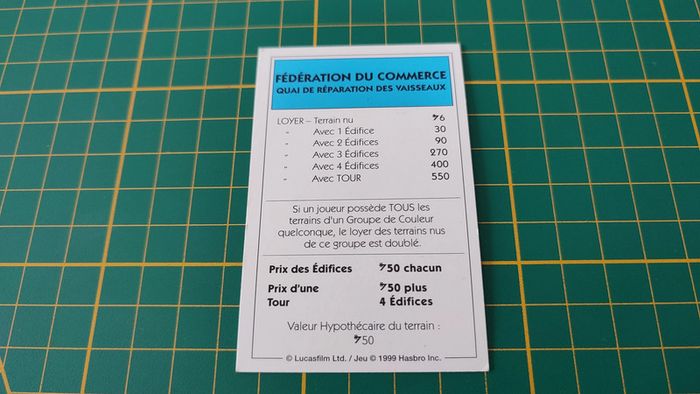 FÉDÉRATION DU COMMERCE
QUAI DE RÉPARATION DES VAISSEAUX
LOYER – Terrain nu 6
" Avec 1 Édifice 30
" Avec 2 Édifices 90
" Avec 3 Édifices 270
" Avec 4 Édifices 400
" Avec TOUR 550
Si un joueur possède TOUS les
terrains d'un Groupe de Couleur
quelconque, le loyer des terrains nus
de ce groupe est doublé.
Prix des Édifices 50 chacun
Prix d'une 50 plus
Tour 4 Édifices
Valeur Hypothécaire du terrain :
50
© Lucasfilm Ltd. / Jeu © 1999 Hasbro Inc.